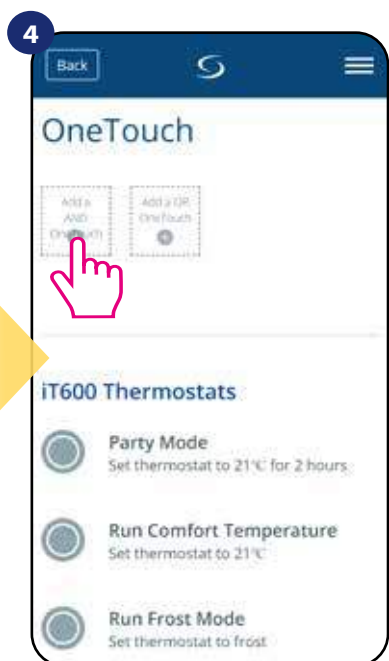 4
Back
OneTouch
Add a
AND
OneTouch
Add a OR
OneTouch
iT600 Thermostats
Party Mode
Set thermostat to 21°C for 2 hours
Run Comfort Temperature
Set thermostat to 21°C
Run Frost Mode
Set thermostat to frost